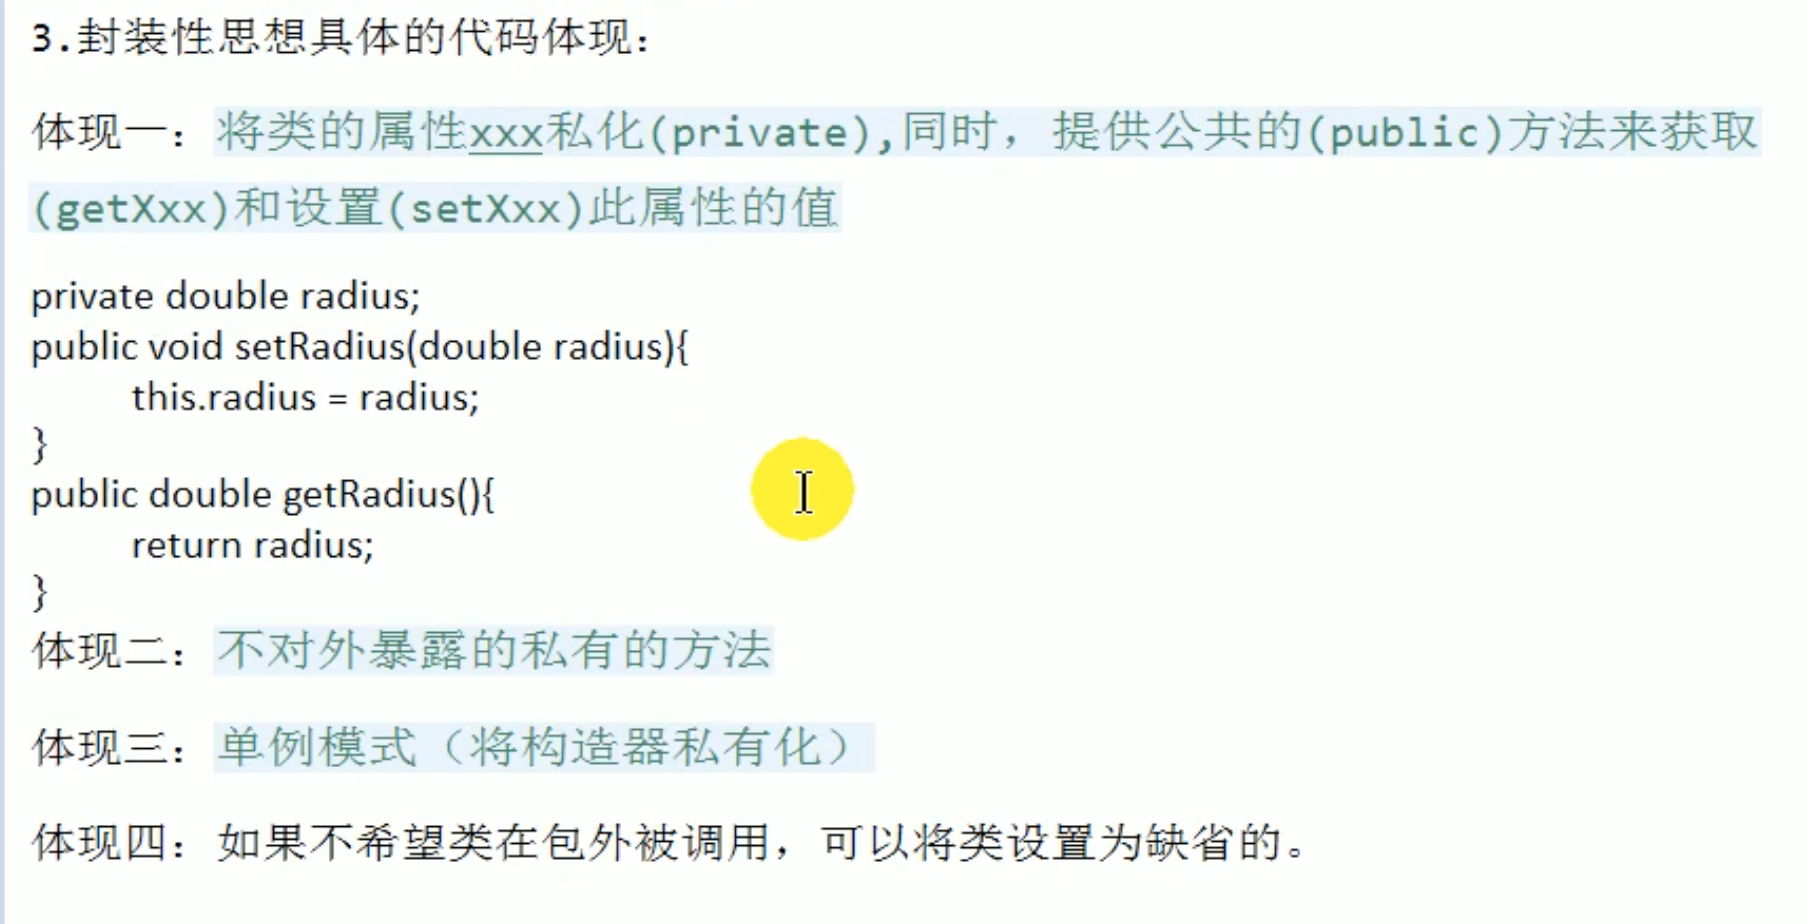 3.封装性思想具体的代码体现：
体现一：将类的属性xxx私化(private),同时，提供公共的(public)方法来获取
(getXxx)和设置(setXxx)此属性的值
private double radius;
public void setRadius(double radius){
this.radius = radius;
}
public double getRadius(){
return radius;
}
体现二：不对外暴露的私有的方法
体现三：单例模式（将构造器私有化）
体现四：如果不希望类在包外被调用，可以将类设置为缺省的。